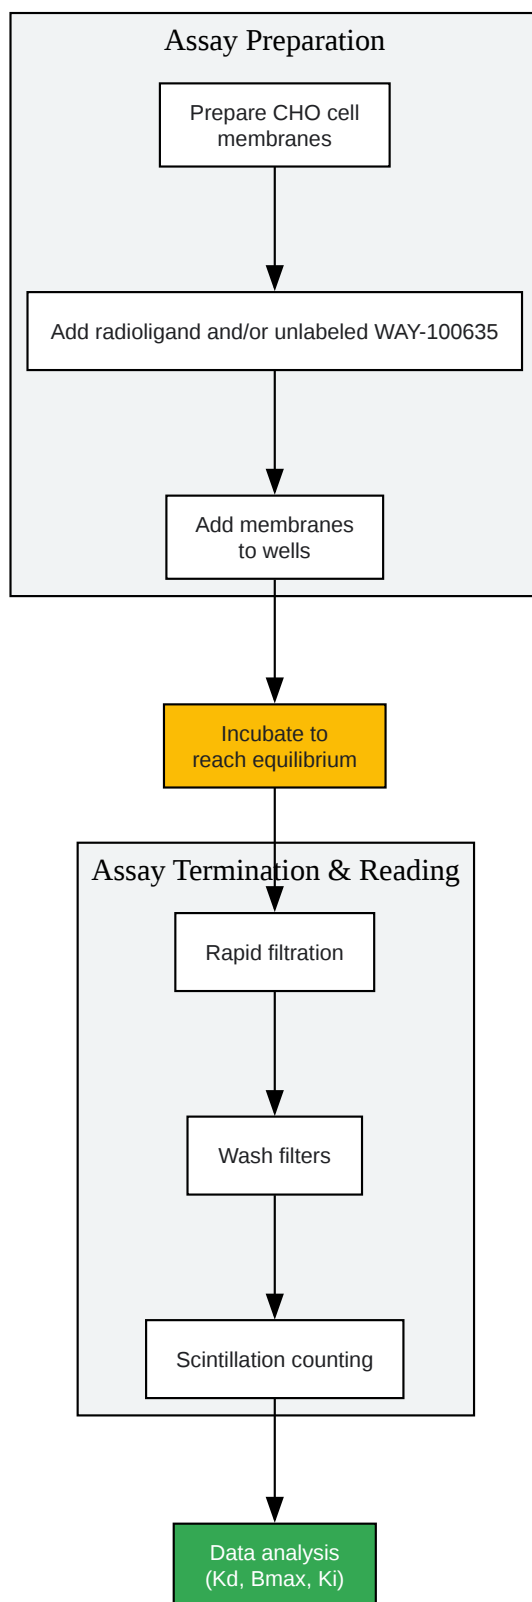 Assay Preparation
Prepare CHO cell
membranes
Add radioligand and/or unlabeled WAY-100635
Add membranes
to wells
Incubate to
reach equilibrium
Assay Termination & Reading
Rapid filtration
Wash filters
Scintillation counting
Data analysis
(Kd, Bmax, Ki)